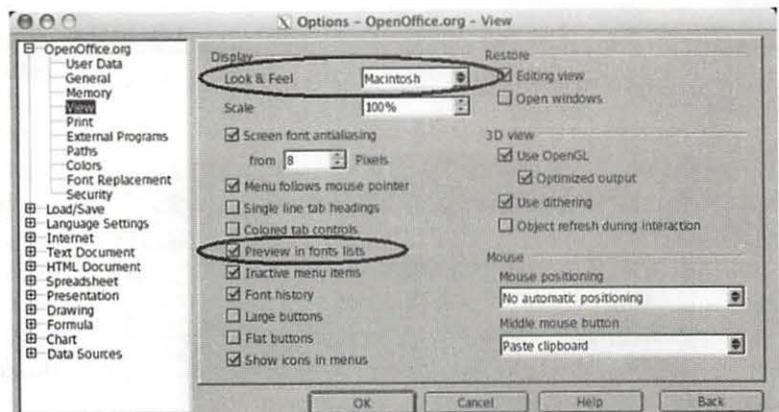 Options – OpenOffice.org – View
OpenOffice.org
User Data
General
Memory
View
Print
External Programs
Paths
Colors
Font Replacement
Security
Load/Save
Language Settings
Internet
Text Document
HTML Document
Spreadsheet
Presentation
Drawing
Formula
Chart
Data Sources
Display
Look & Feel Macintosh
Scale 100%
Screen font antialiasing
from 8 Pixels
Menu follows mouse pointer
Single line tab headings
Colored tab controls
Preview in fonts lists
Inactive menu items
Font history
Large buttons
Flat buttons
Show icons in menus
Restore
Editing view
Open windows
3D view
Use OpenGL
Optimized output
Use dithering
Object refresh during interaction
Mouse
Mouse positioning
No automatic positioning
Middle mouse button
Paste clipboard
OK Cancel Help Back